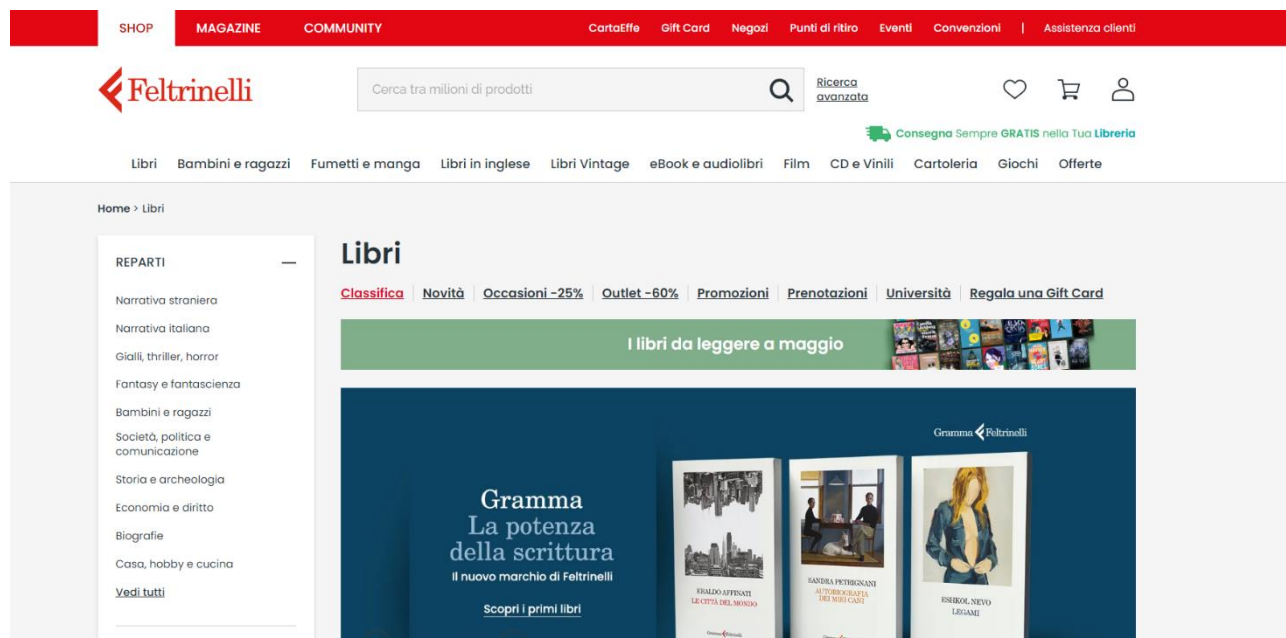 SHOP MAGAZINE COMMUNITY CartaEffe Gift Card Negozi Punti di ritiro Eventi Convenzioni | Assistenza clienti
Feltrinelli
Cerca tra milioni di prodotti
Ricerca
avanzata
Consegna Sempre GRATIS nella Tua Libreria
Libri Bambini e ragazzi Fumetti e manga Libri in inglese Libri Vintage eBook e audiolibri Film CD e Vinili Cartoleria Giochi Offerte
Home > Libri
REPARTI
Narrativa straniera
Narrativa italiana
Gialli, thriller, horror
Fantasy e fantascienza
Bambini e ragazzi
Società, politica e
comunicazione
Storia e archeologia
Economia e diritto
Biografie
Casa, hobby e cucina
Vedi tutti
Libri
Classifica Novità Occasioni -25% Outlet -60% Promozioni Prenotazioni Università Regala una Gift Card
I libri da leggere a maggio
Gramma Feltrinelli
Gramma
La potenza
della scrittura
Il nuovo marchio di Feltrinelli
Scopri i primi libri
ERALDO AFFINATI
LE CITTÀ DEL MONDO
Gramma Feltrinelli
SANDRA PETRIGNANI
AUTOBIOGRAFIA
DEI MIEI CANI
Gramma Feltrinelli
ESHKOL NEVO
LEGAMI